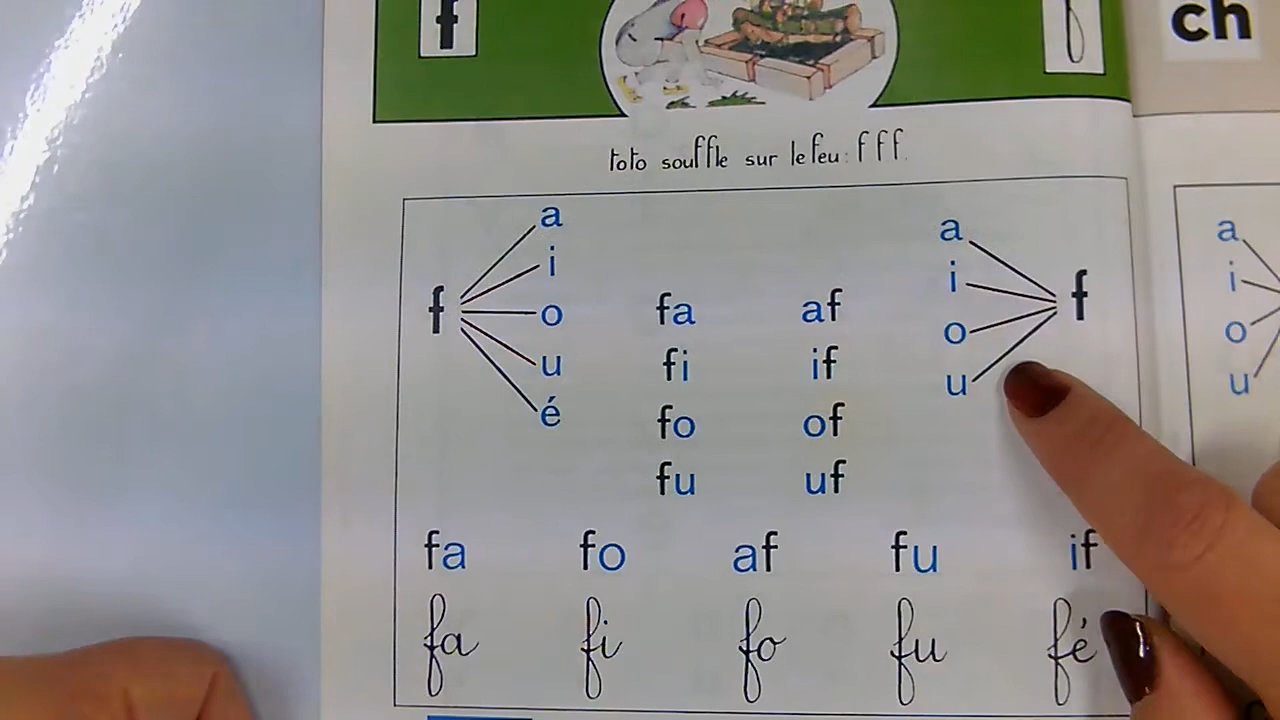 f f ch
toto souffle sur le feu : f f f.
a
i
f o
u
é
fa af
fi if
fo of
fu uf
a
i f
o
u
a
i
o
u
fa fo af fu if
fa fi fo fu fé